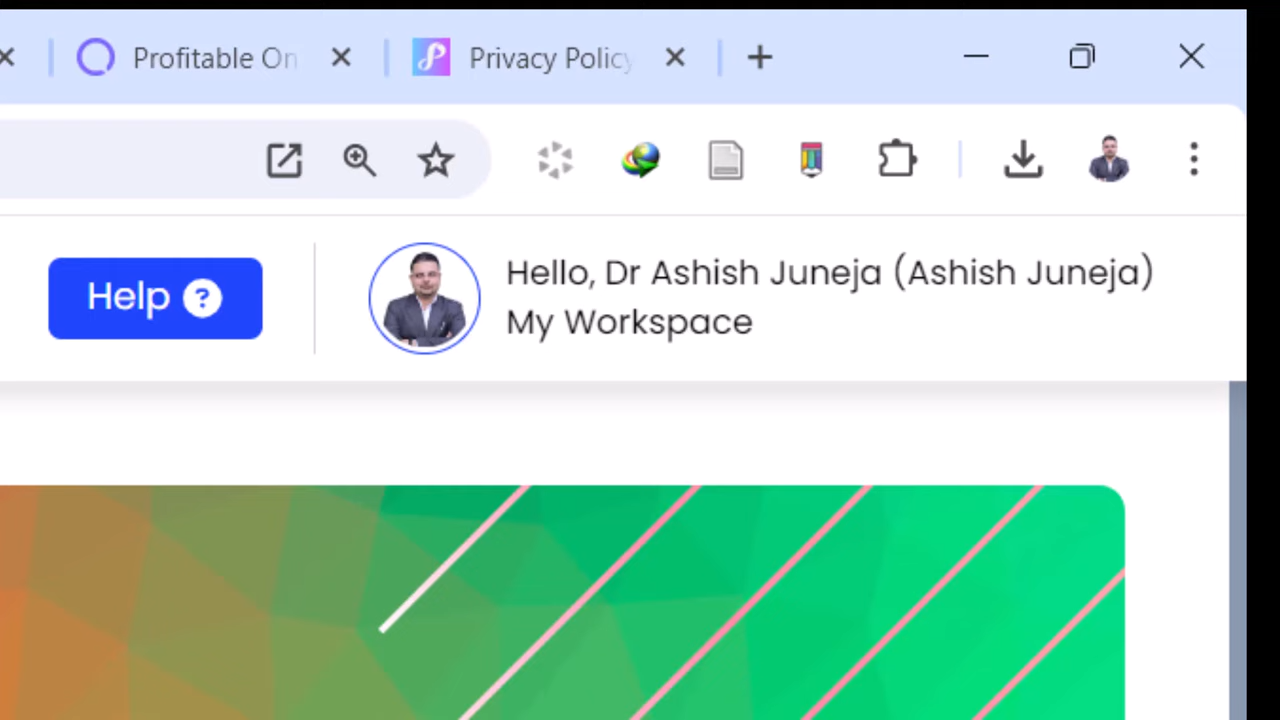 Profitable On
Privacy Policy
Help ?
Hello, Dr Ashish Juneja (Ashish Juneja)
My Workspace